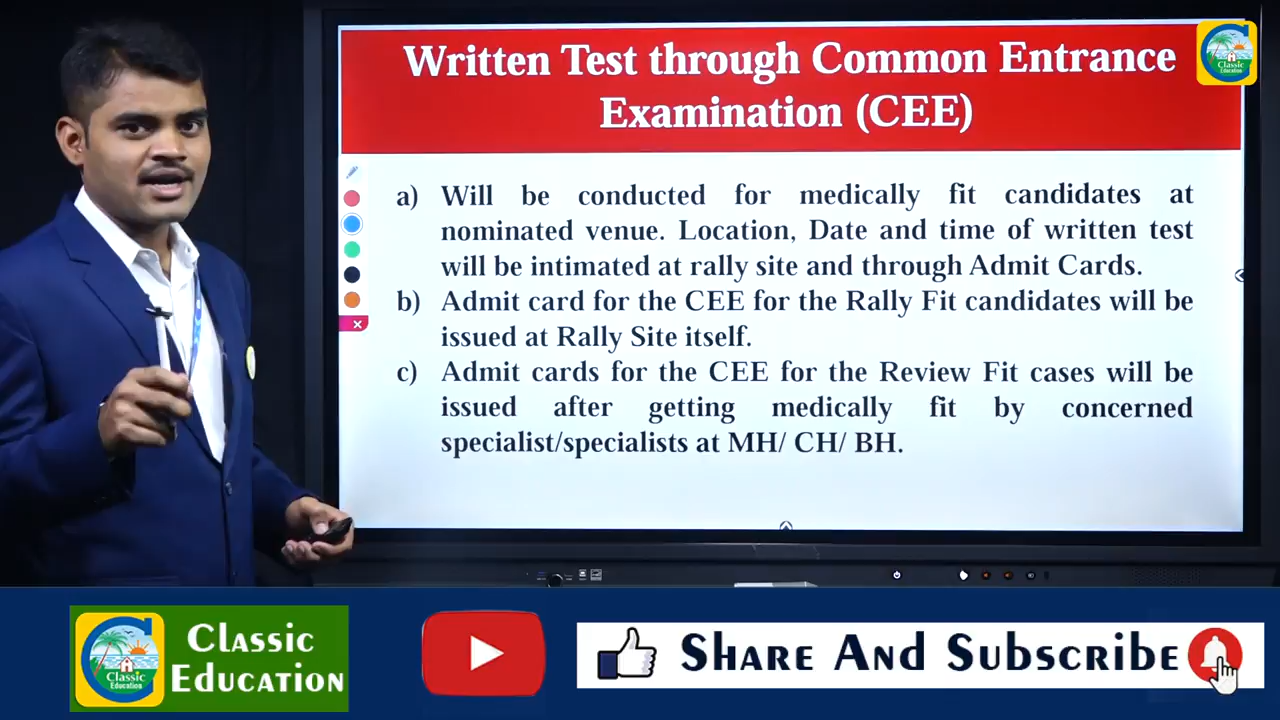 Written Test through Common Entrance
Examination (CEE)
Classic
Education
a) Will be conducted for medically fit candidates at
nominated venue. Location, Date and time of written test
will be intimated at rally site and through Admit Cards.
b) Admit card for the CEE for the Rally Fit candidates will be
issued at Rally Site itself.
c) Admit cards for the CEE for the Review Fit cases will be
issued after getting medically fit by concerned
specialist/specialists at MH/ CH/ BH.
Classic
Education
Classic
Education
Share And Subscribe